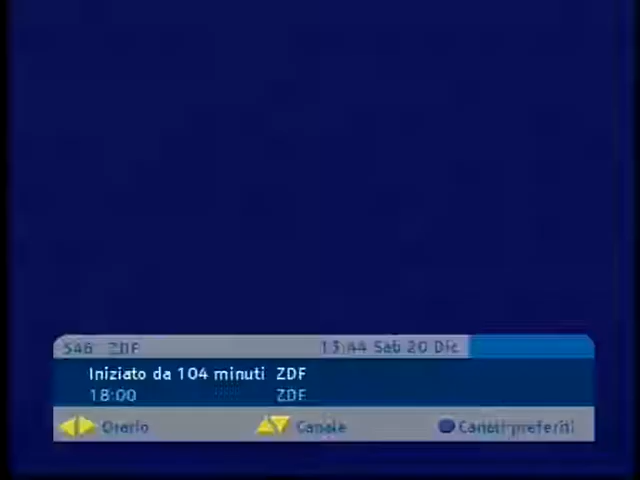 546 ZDF 13:44 Sab 20 Dic
Iniziato da 104 minuti ZDF
18:00 ZDF
Orario Canale Canali preferiti